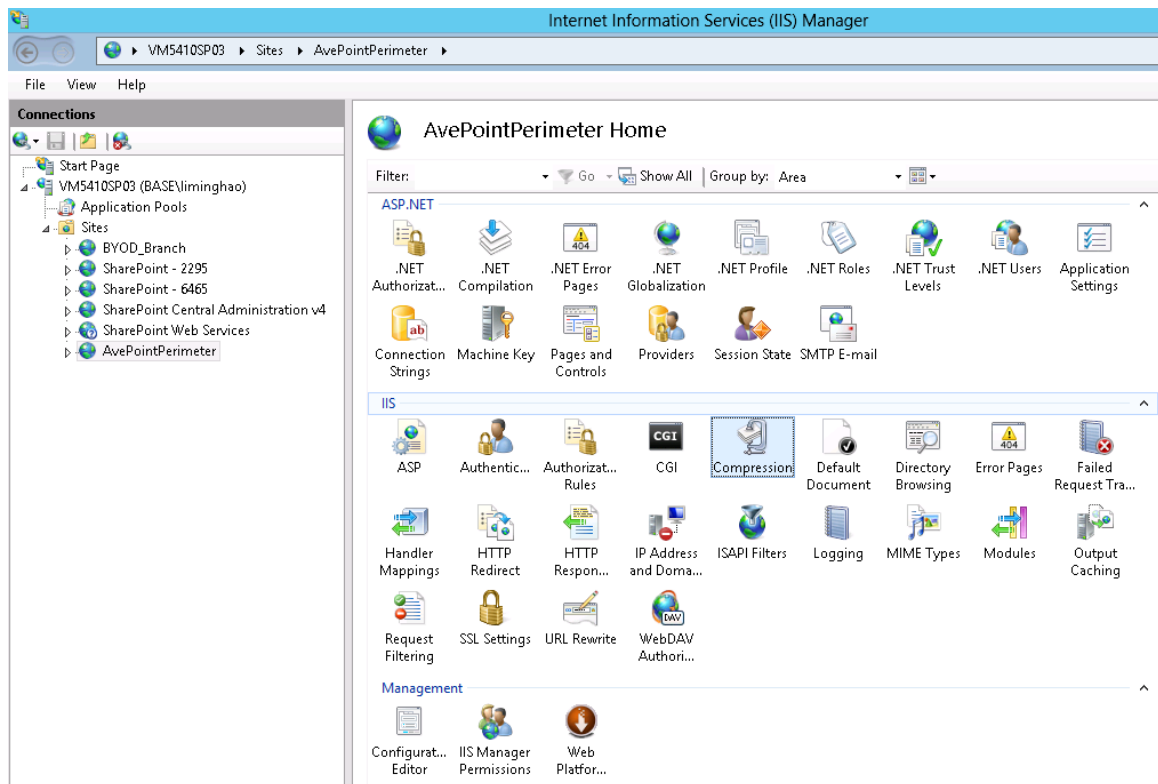 Internet Information Services (IIS) Manager
VM5410SP03 Sites AvePointPerimeter
File View Help
Connections
Start Page
VM5410SP03 (BASE\liminghao)
Application Pools
Sites
BYOD_Branch
SharePoint - 2295
SharePoint - 6465
SharePoint Central Administration v4
SharePoint Web Services
AvePointPerimeter
AvePointPerimeter Home
Filter: Go Show All Group by: Area
ASP.NET
.NET .NET .NET Error .NET .NET Profile .NET Roles .NET Trust .NET Users Application
Authorizat... Compilation Pages Globalization Levels Settings
404
Connection Machine Key Pages and Providers Session State SMTP E-mail
Strings Controls
ab
IIS
CGI
404
ASP Authentic... Authorizat... CGI Compression Default Directory Error Pages Failed
Rules Document Browsing Request Tra...
Handler HTTP HTTP IP Address ISAPI Filters Logging MIME Types Modules Output
Mappings Redirect Respon... and Doma... Caching
DAV
Request SSL Settings URL Rewrite WebDAV
Filtering Authori...
Management
Configurat... IIS Manager Web
Editor Permissions Platfor...